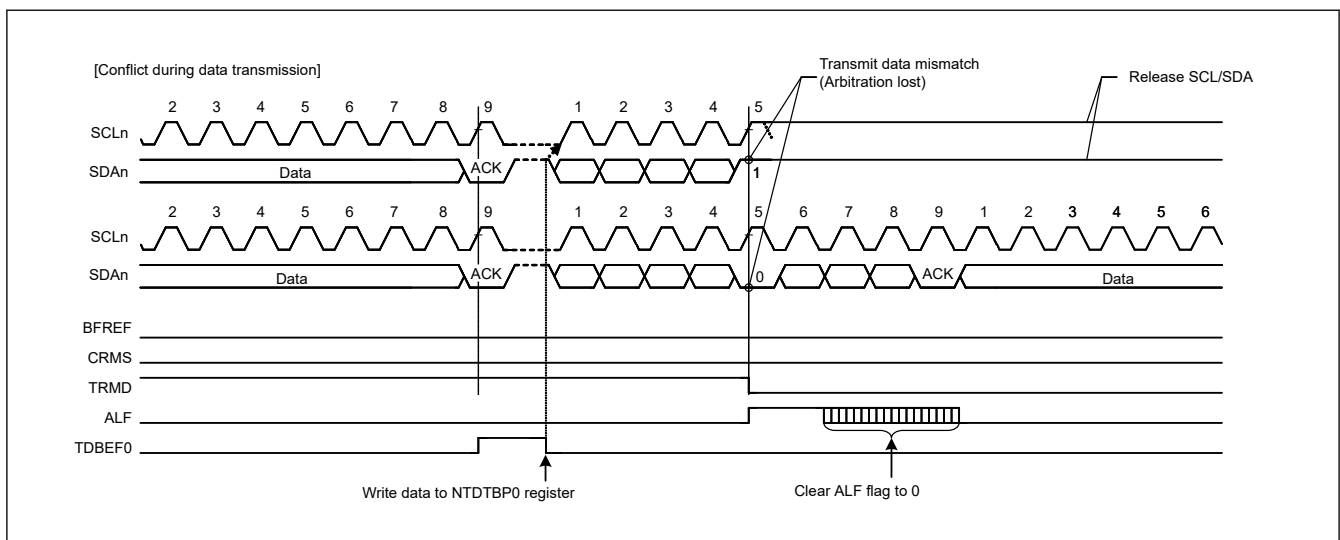 [Conflict during data transmission]
Transmit data mismatch
(Arbitration lost)
Release SCL/SDA
2 3 4 5 6 7 8 9 1 2 3 4 5
SCLn
SDAn Data ACK 1
2 3 4 5 6 7 8 9 1 2 3 4 5 6 7 8 9 1 2 3 4 5 6
SCLn
SDAn Data ACK 0 ACK Data
BFREF
CRMS
TRMD
ALF
TDBEF0
Write data to NTDTBP0 register
Clear ALF flag to 0